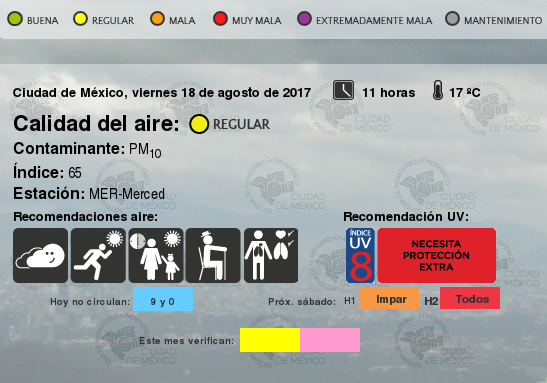 BUENA REGULAR MALA MUY MALA EXTREMADAMENTE MALA MANTENIMIENTO
Ciudad de México, viernes 18 de agosto de 2017 11 horas 17 ºC
Calidad del aire: REGULAR
Contaminante: PM10
Índice: 65
Estación: MER-Merced
Recomendaciones aire: Recomendación UV:
ÍNDICE
UV
8
NECESITA
PROTECCIÓN
EXTRA
Hoy no circulan: 9 y 0 Próx. sábado: H1 Impar H2 Todos
Este mes verifican:
CIUDAD
DE MÉXICO